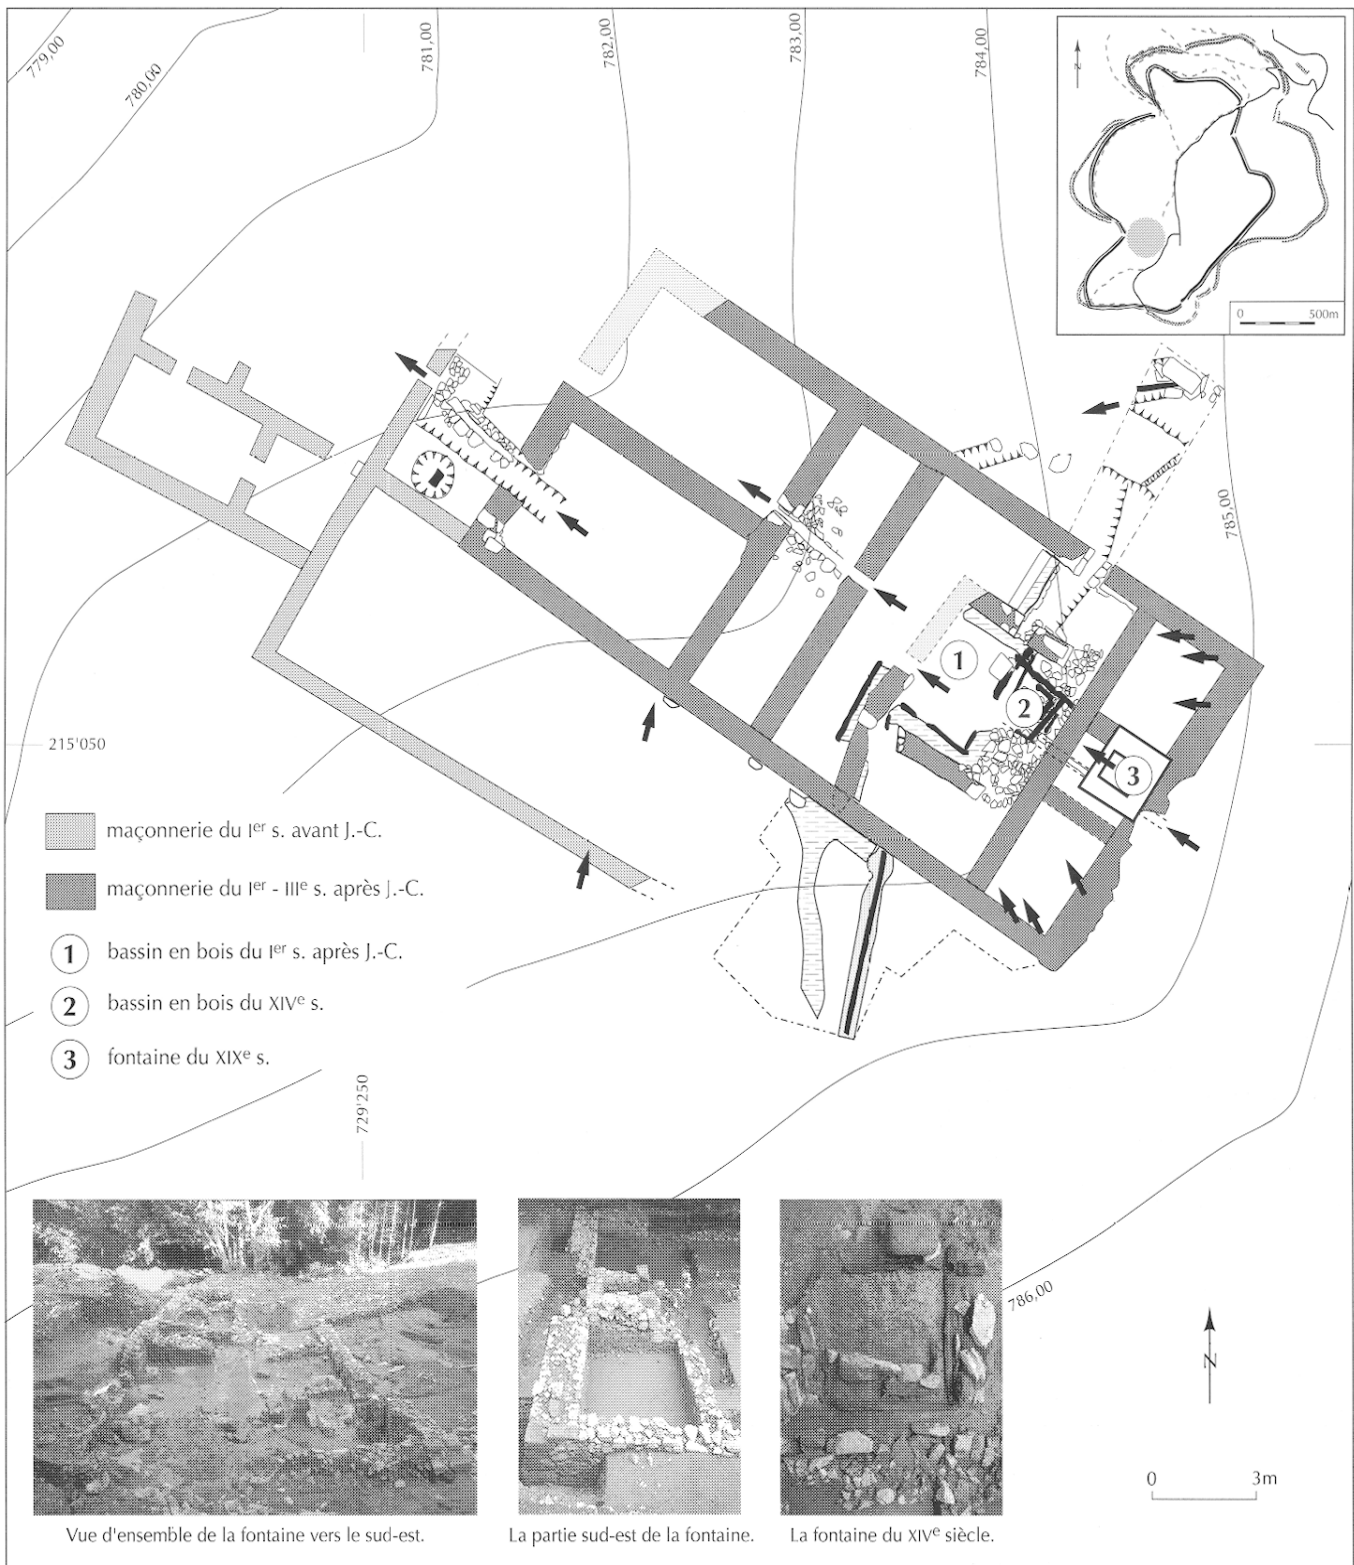 779,00
780,00
781,00
782,00
783,00
784,00
N
0 500m
785,00
1
2
3
215'050
maçonnerie du Ier s. avant J.-C.
maçonnerie du Ier - IIIe s. après J.-C.
1 bassin en bois du Ier s. après J.-C.
2 bassin en bois du XIVe s.
3 fontaine du XIXe s.
729'250
786,00
N
0 3m
Vue d'ensemble de la fontaine vers le sud-est.
La partie sud-est de la fontaine.
La fontaine du XIVe siècle.